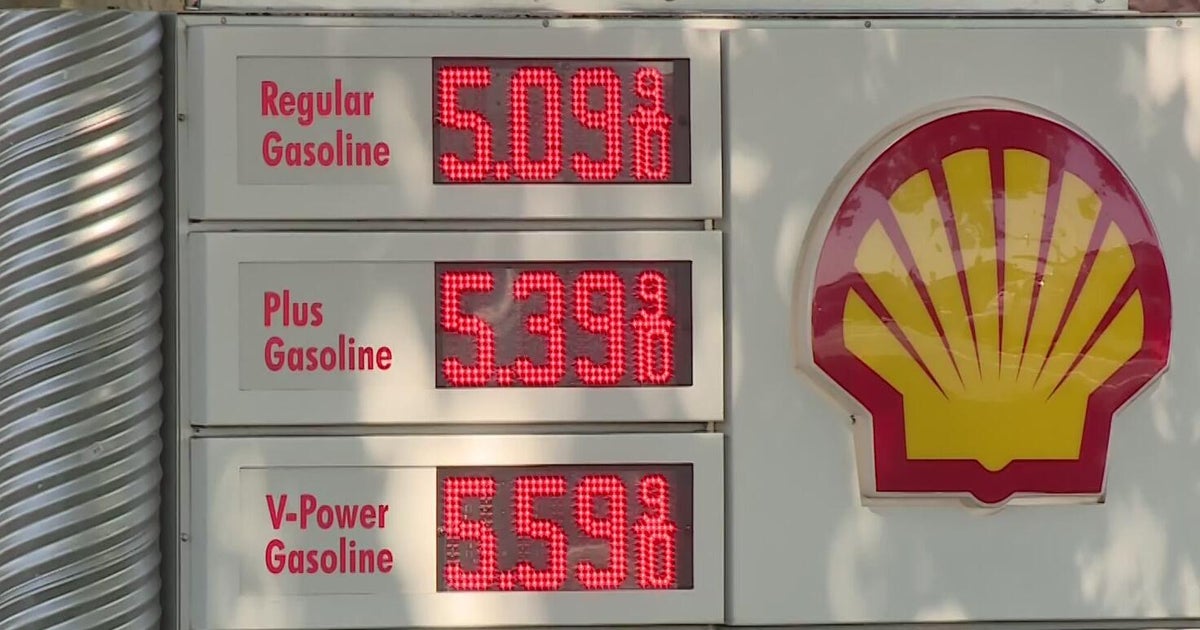 Regular
Gasoline
5.09 9/10
Plus
Gasoline
5.39 9/10
V-Power
Gasoline
5.59 9/10